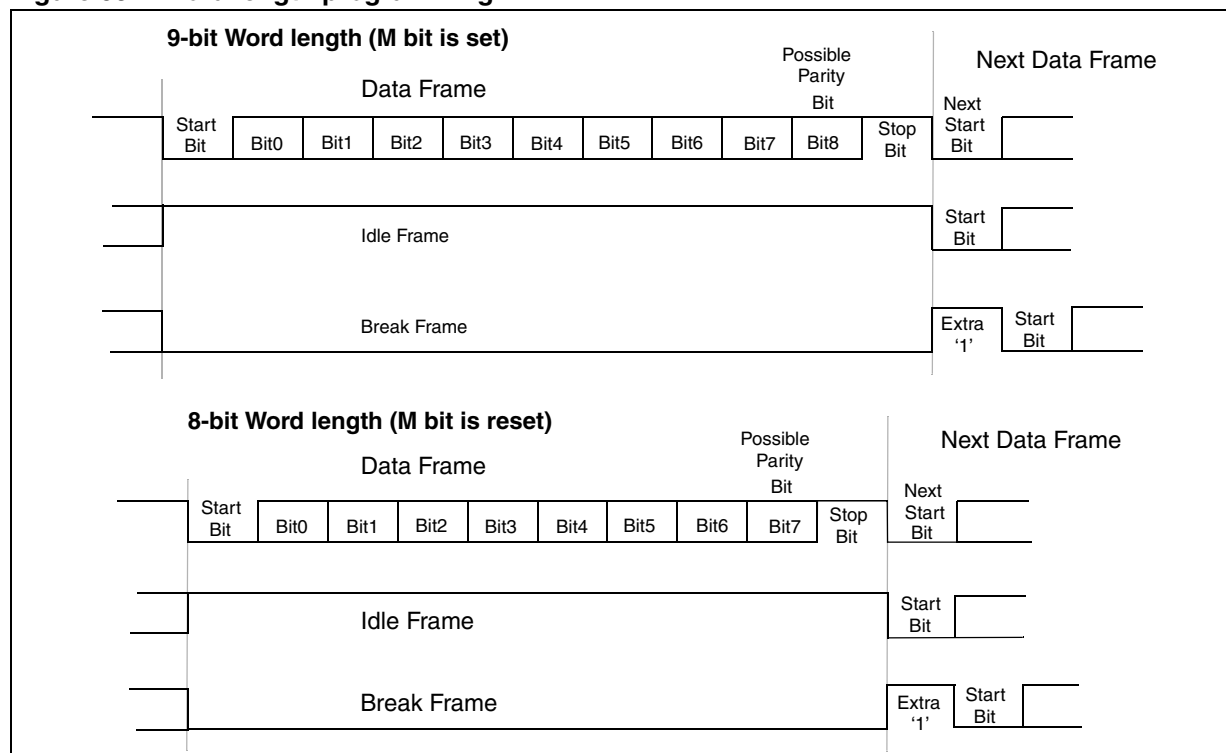 9-bit Word length (M bit is set)
Possible
Parity
Bit
Next Data Frame
Data Frame
Start
Bit
Bit0
Bit1
Bit2
Bit3
Bit4
Bit5
Bit6
Bit7
Bit8
Stop
Bit
Next
Start
Bit
Idle Frame
Start
Bit
Break Frame
Extra
‘1’
Start
Bit
8-bit Word length (M bit is reset)
Possible
Parity
Bit
Next Data Frame
Data Frame
Start
Bit
Bit0
Bit1
Bit2
Bit3
Bit4
Bit5
Bit6
Bit7
Stop
Bit
Next
Start
Bit
Idle Frame
Start
Bit
Break Frame
Extra
‘1’
Start
Bit